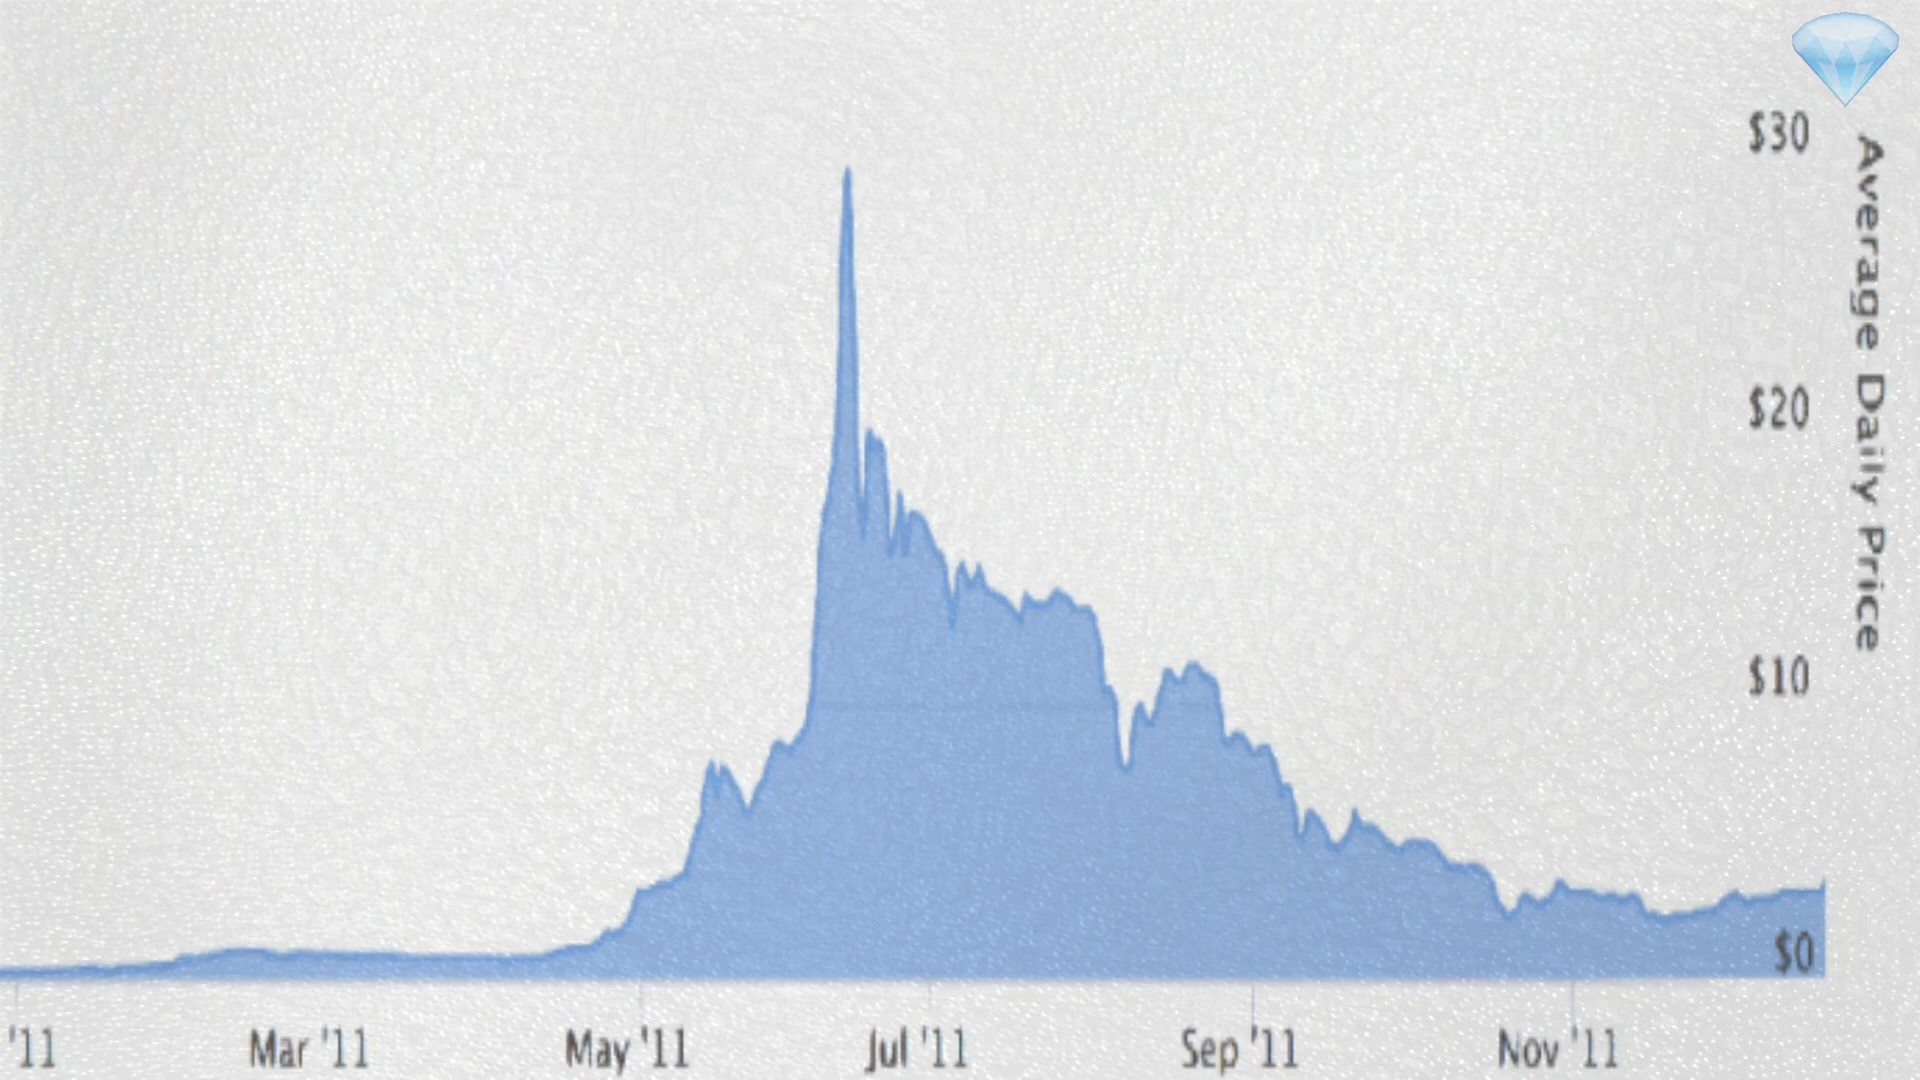 $30
$20
$10
$0
Average Daily Price
'11
Mar '11
May '11
Jul '11
Sep '11
Nov '11